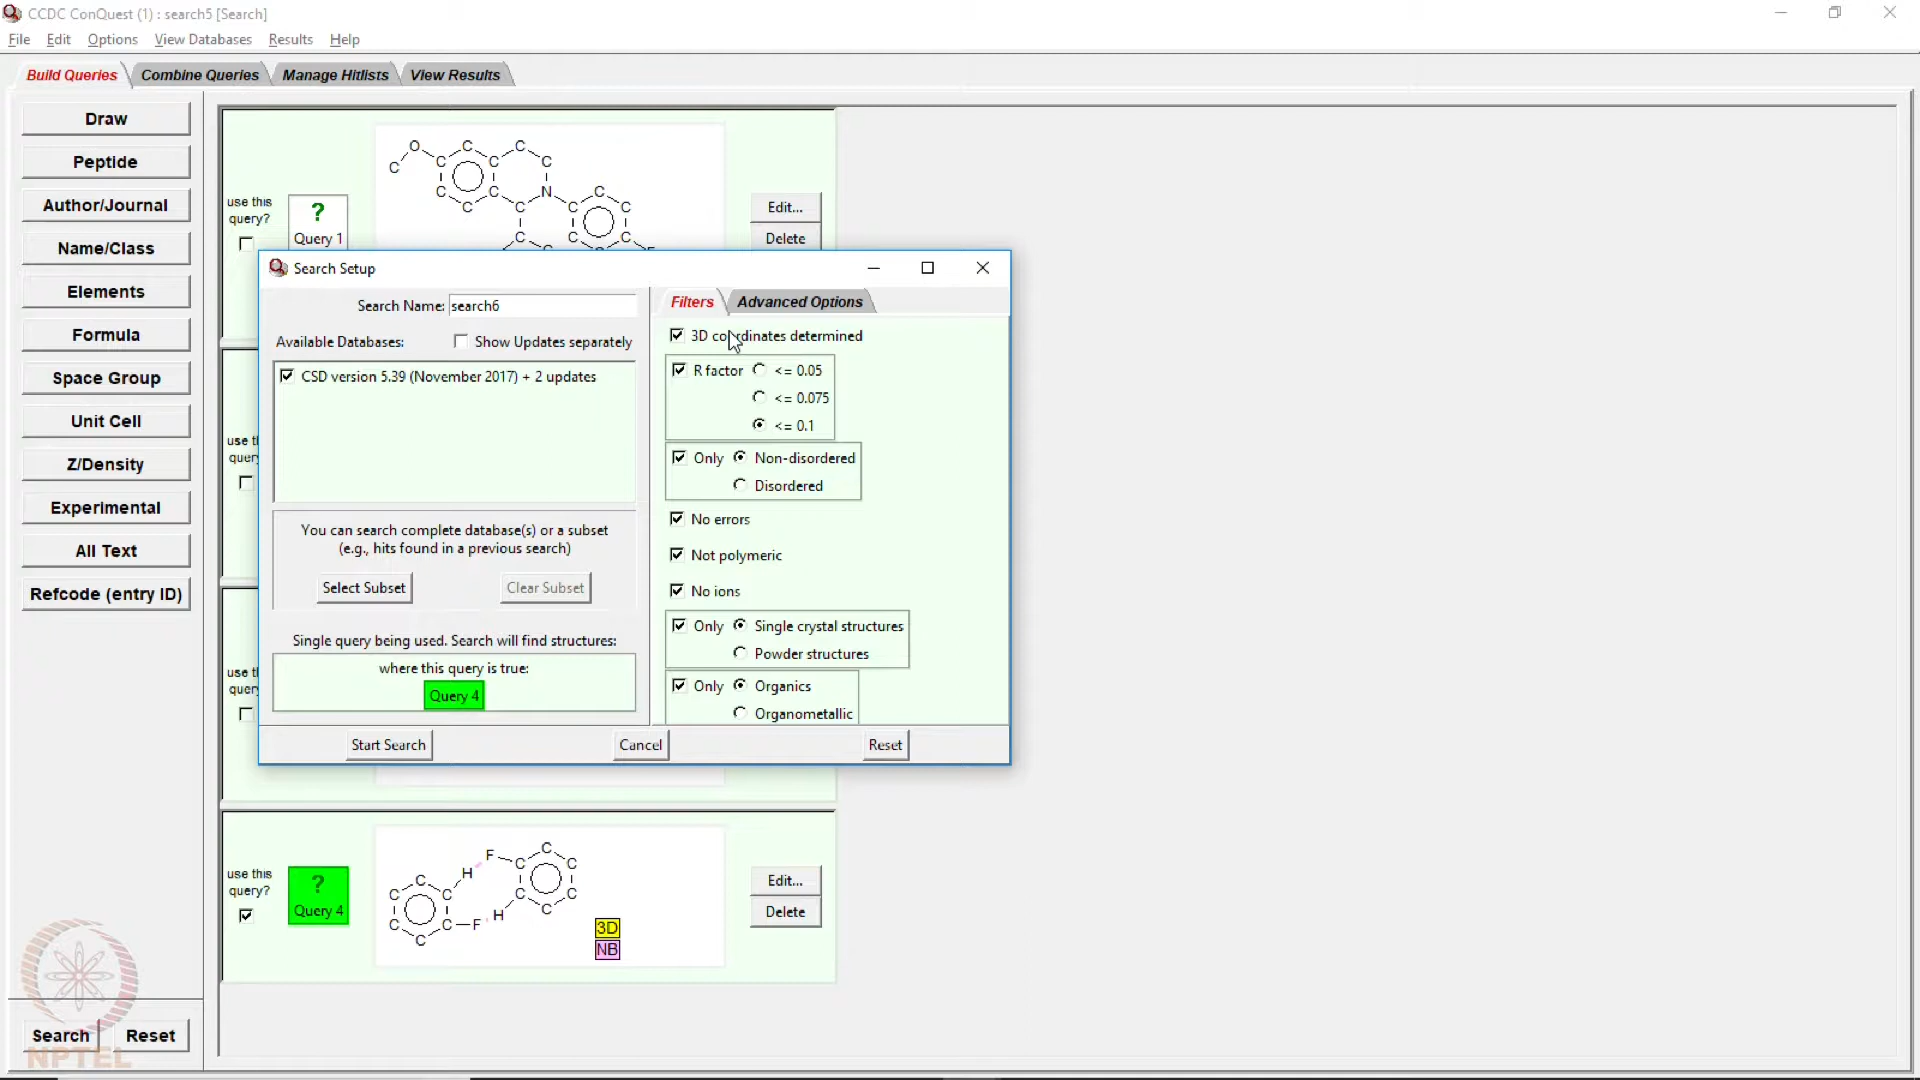 CCDC ConQuest (1) : search5 [Search]
File Edit Options View Databases Results Help
Build Queries Combine Queries Manage Hitlists View Results
Draw
Peptide
Author/Journal
Name/Class
Elements
Formula
Space Group
Unit Cell
Z/Density
Experimental
All Text
Refcode (entry ID)
Search Reset
NPTEL
use this
query?
?
Query 1
O C C C
C C C C
C C N C
C C C C C
C C
Edit...
Delete
Search Setup
Search Name: search6
Available Databases: Show Updates separately
CSD version 5.39 (November 2017) + 2 updates
You can search complete database(s) or a subset
(e.g., hits found in a previous search)
Select Subset Clear Subset
Single query being used. Search will find structures:
where this query is true:
Query 4
Filters Advanced Options
3D coordinates determined
R factor <= 0.05
<= 0.075
<= 0.1
Only Non-disordered
Disordered
No errors
Not polymeric
No ions
Only Single crystal structures
Powder structures
Only Organics
Organometallic
Start Search Cancel Reset
use this
query?
?
Query 4
F C
H C C
C C C C C
C C F H C
C
3D
NB
Edit...
Delete